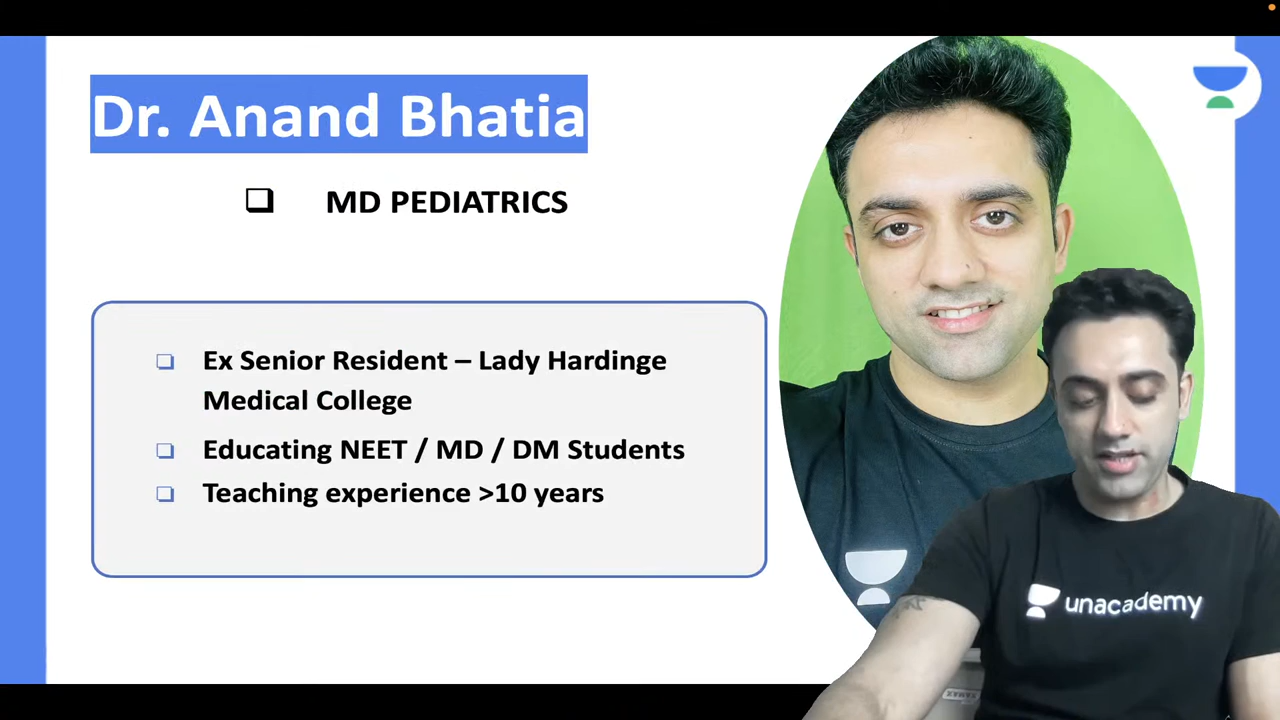 Dr. Anand Bhatia
MD PEDIATRICS
Ex Senior Resident – Lady Hardinge
Medical College
Educating NEET / MD / DM Students
Teaching experience >10 years
unacademy